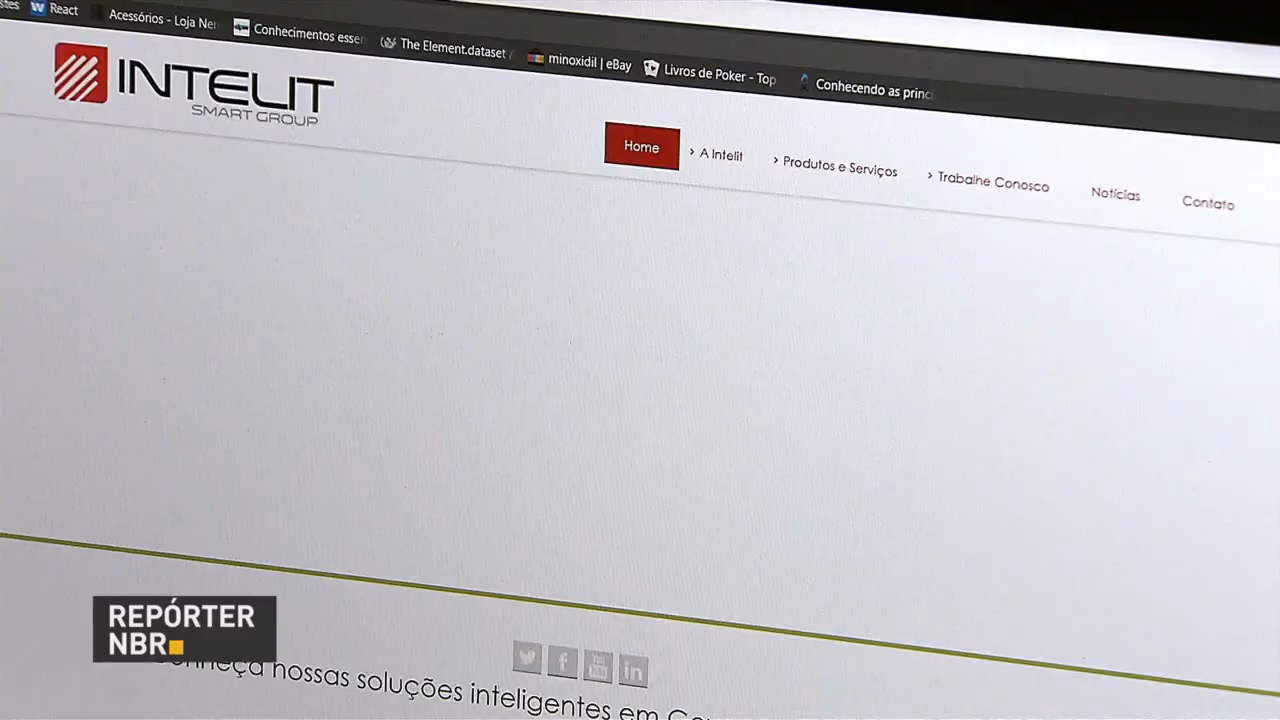 React
Acessórios - Loja
Conhecimentos
The Element.dataset
minoxidil | eBay
Livros de Poker - Top
Conhecendo as
INTELIT
SMART GROUP
Home
› A Intelit
› Produtos e Serviços
› Trabalhe Conosco
Notícias
Contato
REPÓRTER
NBR
Conheça nossas soluções inteligentes em